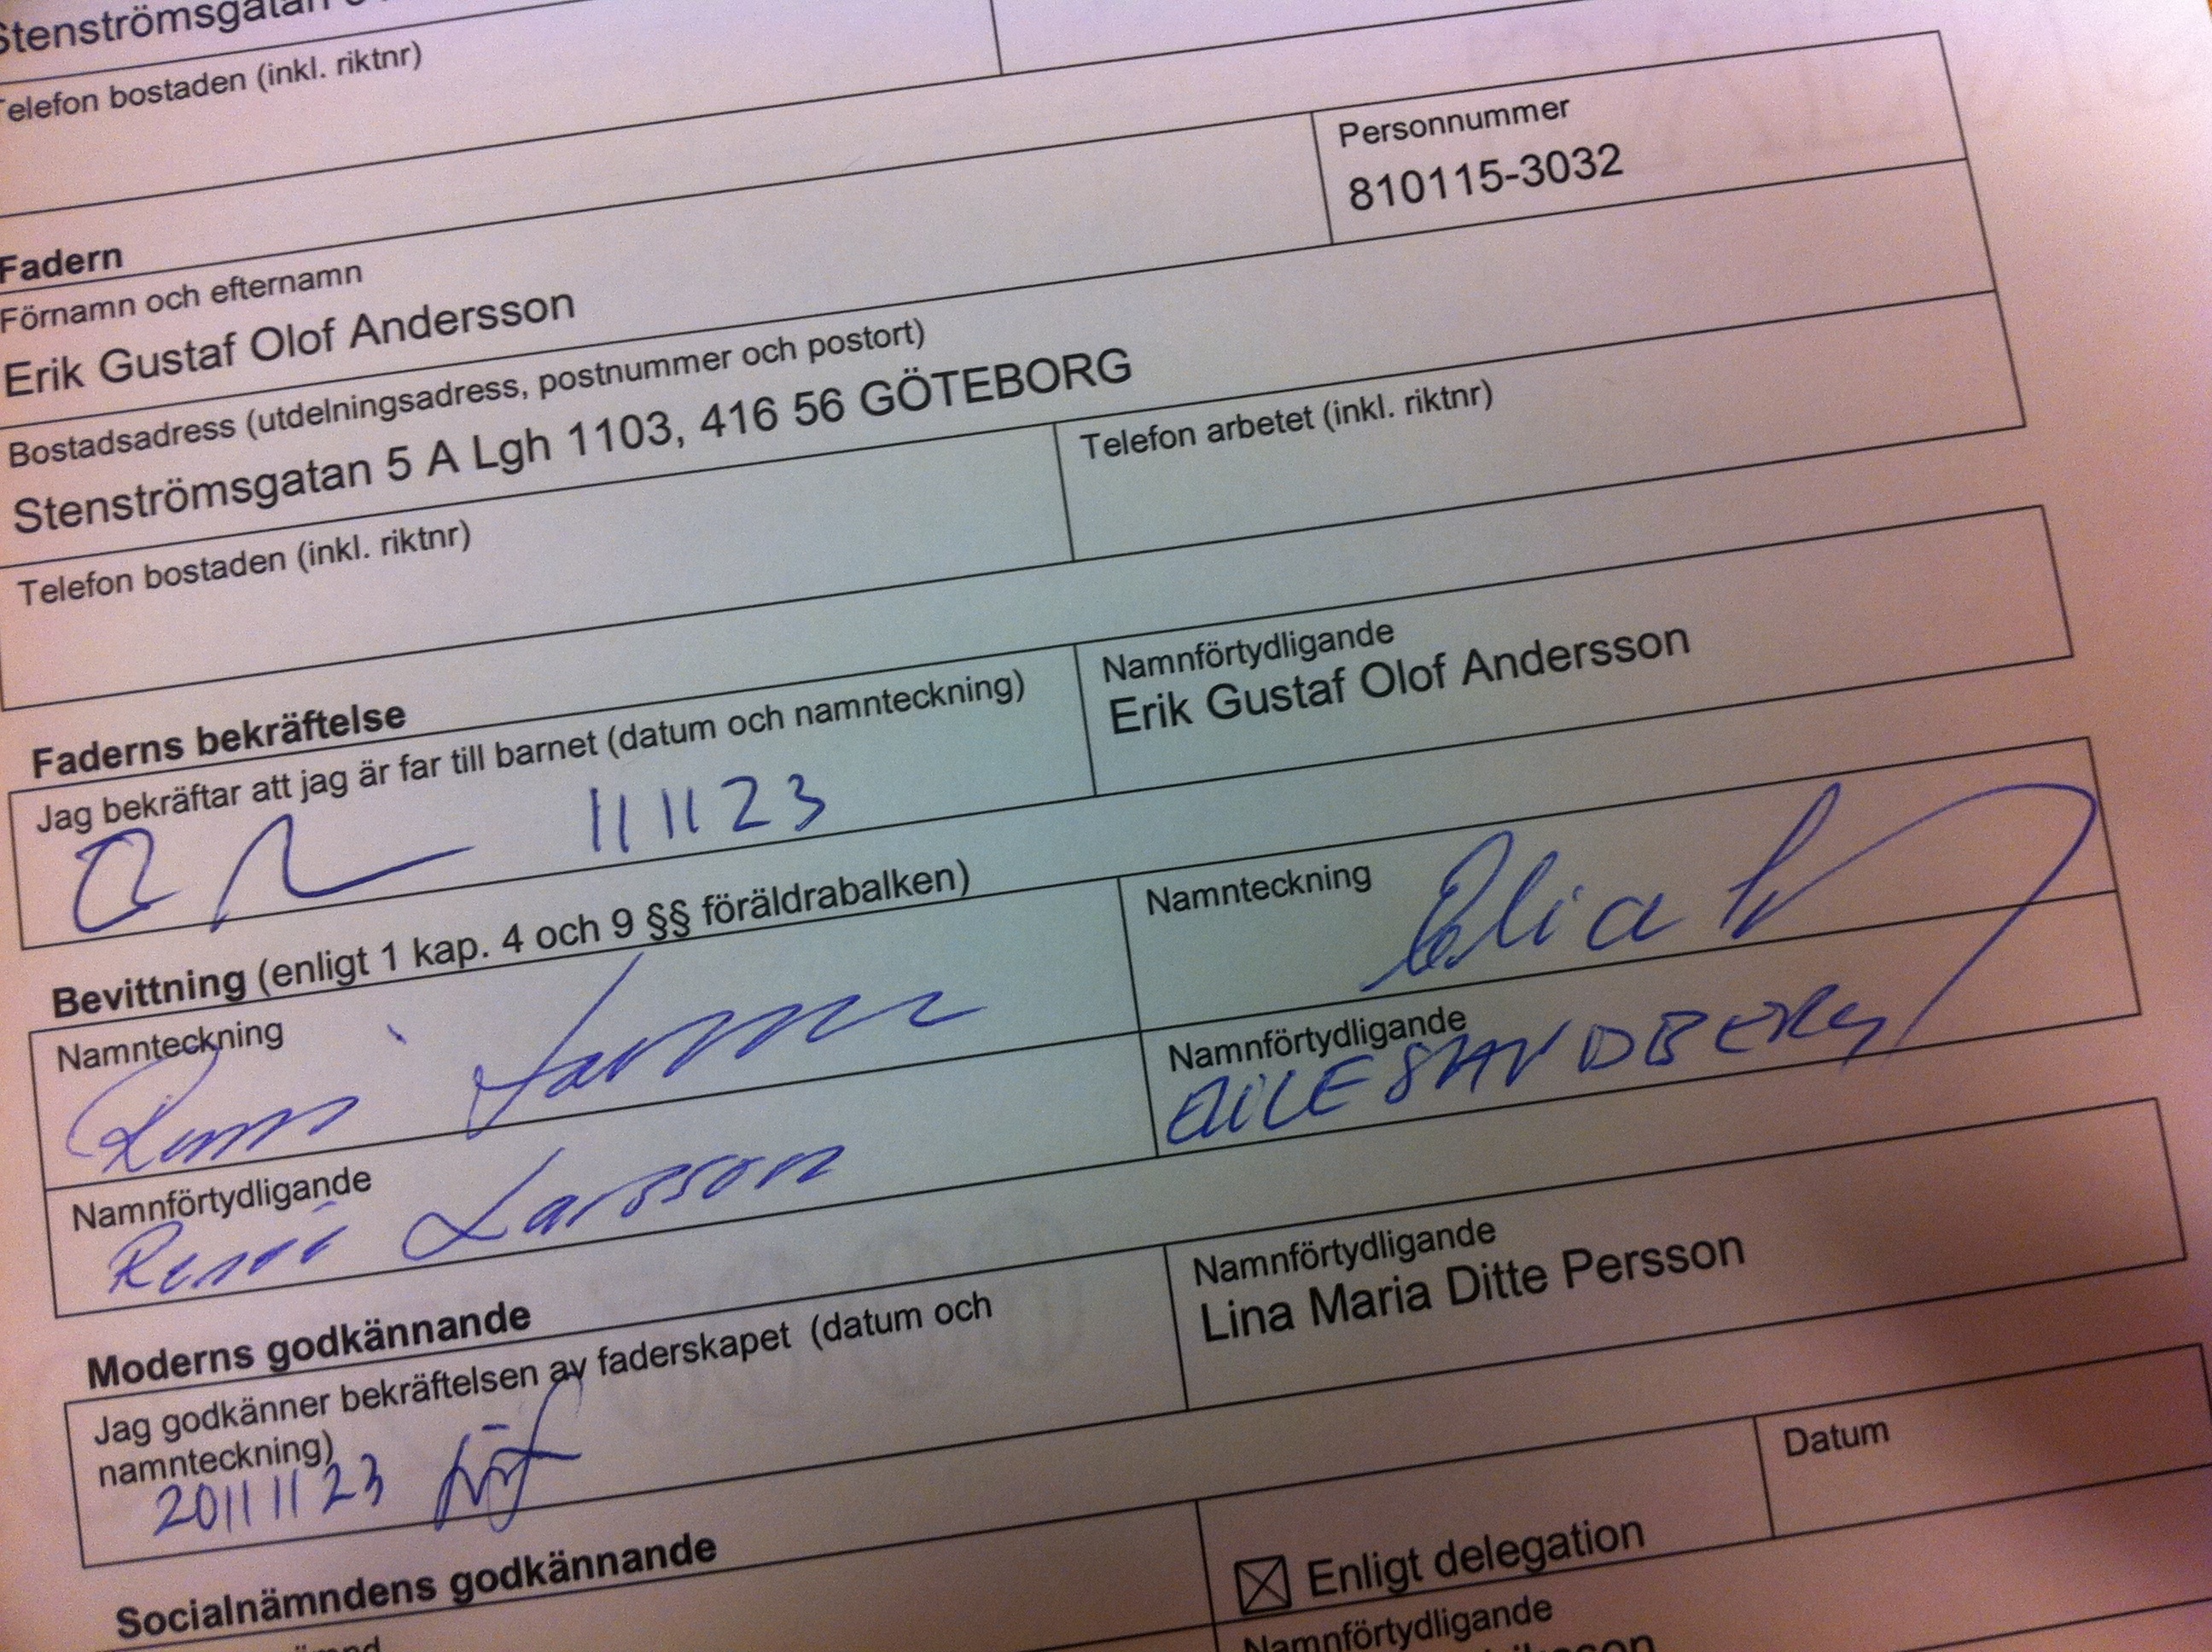 Stenströmsgatan 5
Telefon bostaden (inkl. riktnr)
Fadern
Förnamn och efternamn
Erik Gustaf Olof Andersson
Personnummer
810115-3032
Bostadsadress (utdelningsadress, postnummer och postort)
Stenströmsgatan 5 A Lgh 1103, 416 56 GÖTEBORG
Telefon bostaden (inkl. riktnr)
Telefon arbetet (inkl. riktnr)
Faderns bekräftelse
Jag bekräftar att jag är far till barnet (datum och namnteckning)
111123
Namnförtydligande
Erik Gustaf Olof Andersson
Bevittning (enligt 1 kap. 4 och 9 §§ föräldrabalken)
Namnteckning
Namnteckning
Namnförtydligande
René Larsson
Namnförtydligande
SANDBERG
Moderns godkännande
Jag godkänner bekräftelsen av faderskapet (datum och
namnteckning)
20111123
Namnförtydligande
Lina Maria Ditte Persson
Socialnämndens godkännande
Enligt delegation
Datum
Namnförtydligande